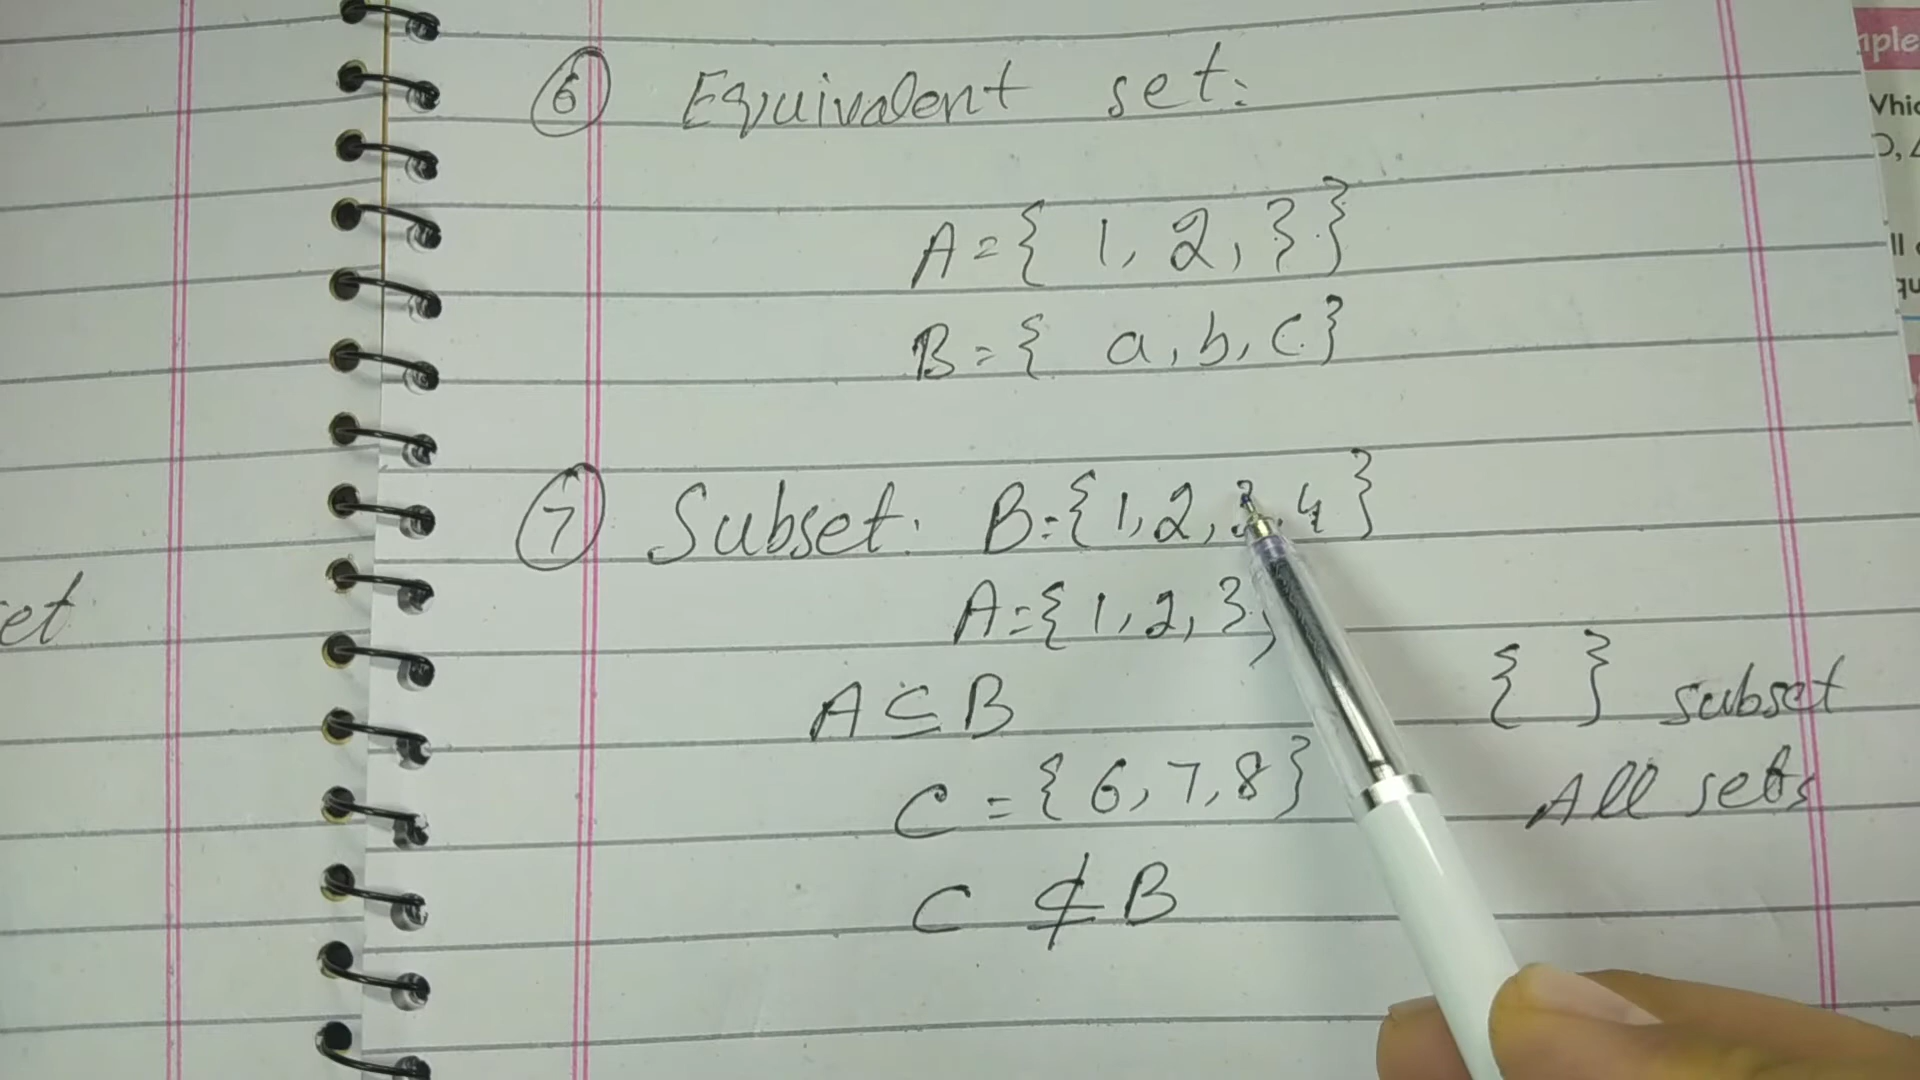 ⑥ Equivalent set:
A = { 1, 2, 3 }
B = { a, b, c }
⑦ Subset: B = { 1, 2, 3, 4 }
A = { 1, 2, 3
A ⊆ B
{ } subset
C = { 6, 7, 8 }
All sets
C ⊈ B
et